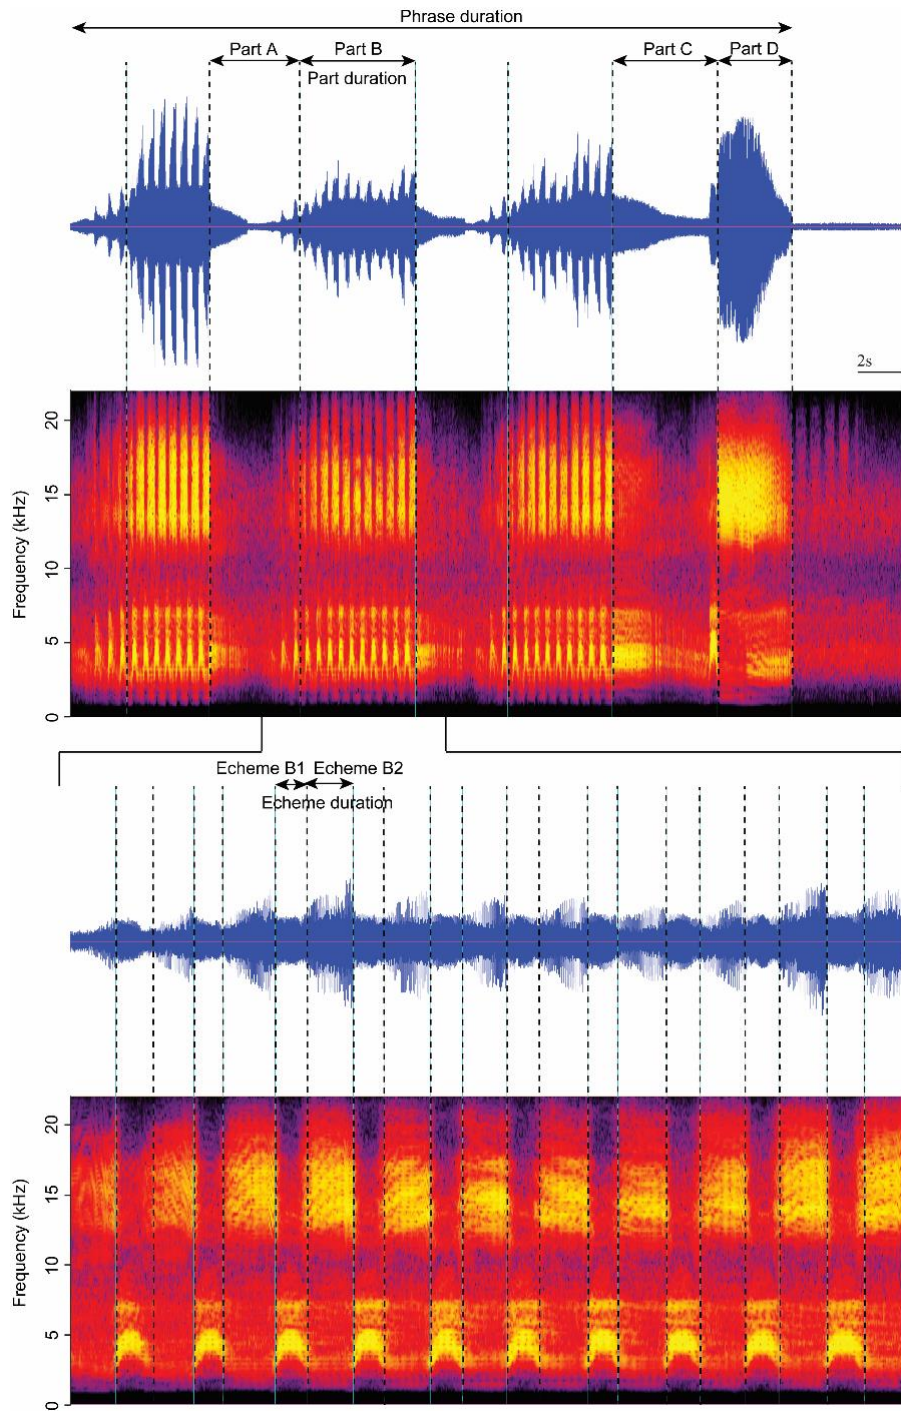 Phrase duration
Part A
Part B
Part C
Part D
Part duration
2s
20
15
10
5
0
Frequency (kHz)
Echeme B1
Echeme B2
Echeme duration
20
15
10
5
0
Frequency (kHz)